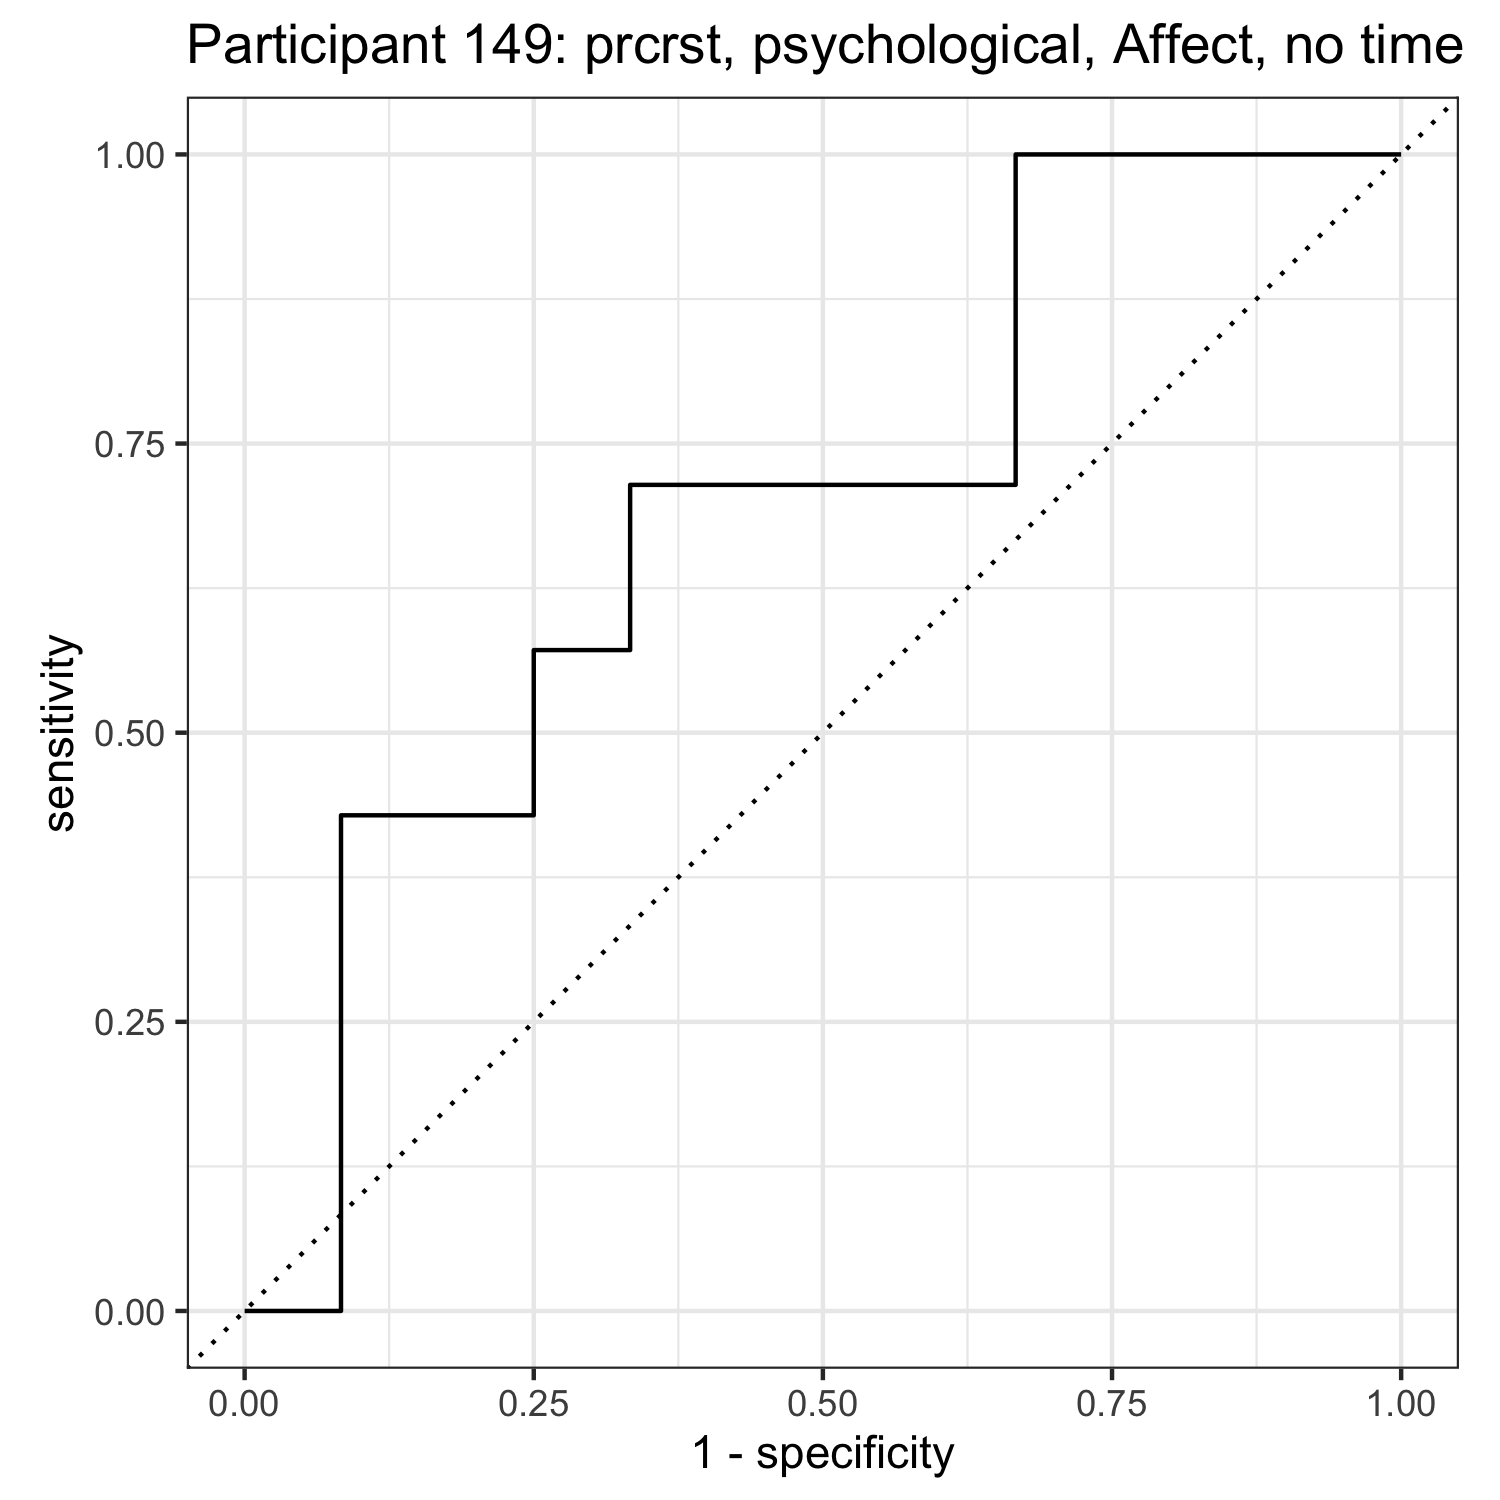 Participant 149: prcrst, psychological, Affect, no time
1.00
0.75
0.50
0.25
0.00
sensitivity
0.00 0.25 0.50 0.75 1.00
1 - specificity